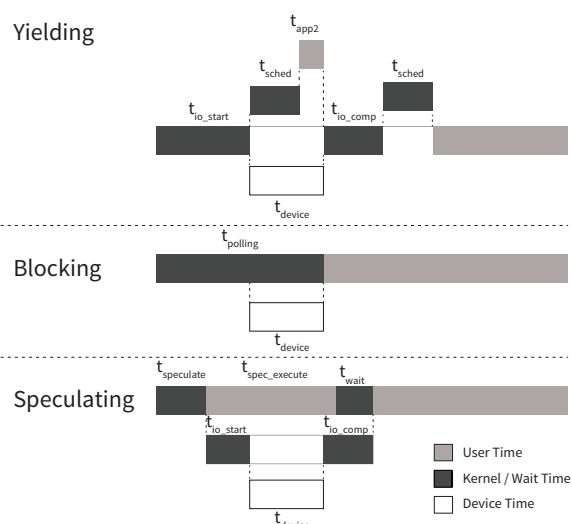 Yielding
t_app2
t_sched
t_sched
t_io_start
t_io_comp
t_device
t_polling
Blocking
t_device
t_speculate
t_spec_execute
t_wait
Speculating
t_io_start
t_io_comp
User Time
Kernel / Wait Time
Device Time
t_device